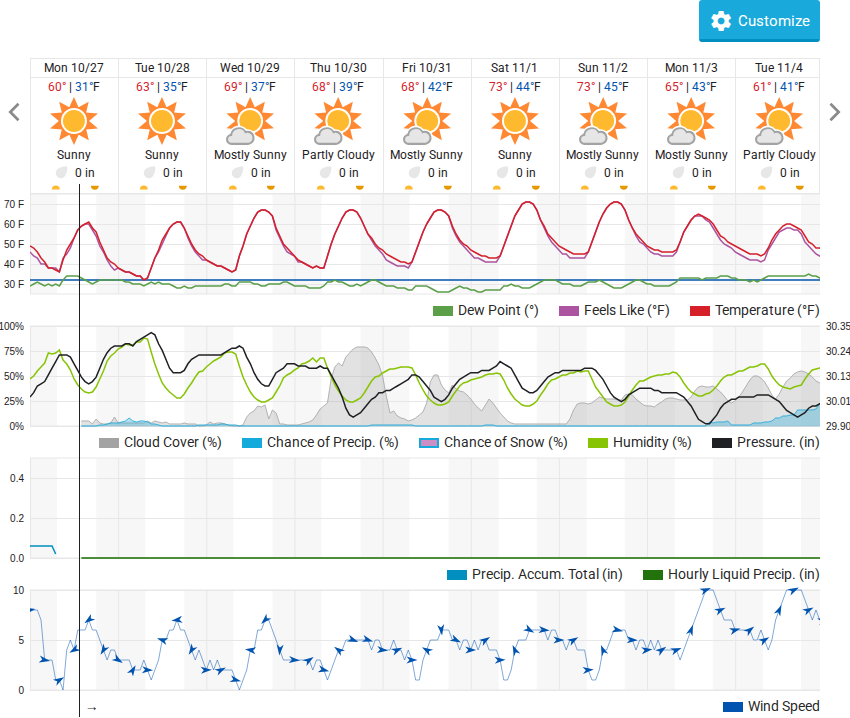 Customize
Mon 10/27 Tue 10/28 Wed 10/29 Thu 10/30 Fri 10/31 Sat 11/1 Sun 11/2 Mon 11/3 Tue 11/4
60° | 31°F 63° | 35°F 69° | 37°F 68° | 39°F 68° | 42°F 73° | 44°F 73° | 45°F 65° | 43°F 61° | 41°F
Sunny Sunny Mostly Sunny Partly Cloudy Mostly Sunny Sunny Mostly Sunny Mostly Sunny Partly Cloudy
0 in 0 in 0 in 0 in 0 in 0 in 0 in 0 in 0 in
70 F
60 F
50 F
40 F
30 F
Dew Point (°) Feels Like (°F) Temperature (°F)
100% 30.35
75% 30.24
50% 30.13
25% 30.01
0% 29.90
Cloud Cover (%) Chance of Precip. (%) Chance of Snow (%) Humidity (%) Pressure. (in)
0.4
0.2
0.0
Precip. Accum. Total (in) Hourly Liquid Precip. (in)
10
5
0
→ Wind Speed